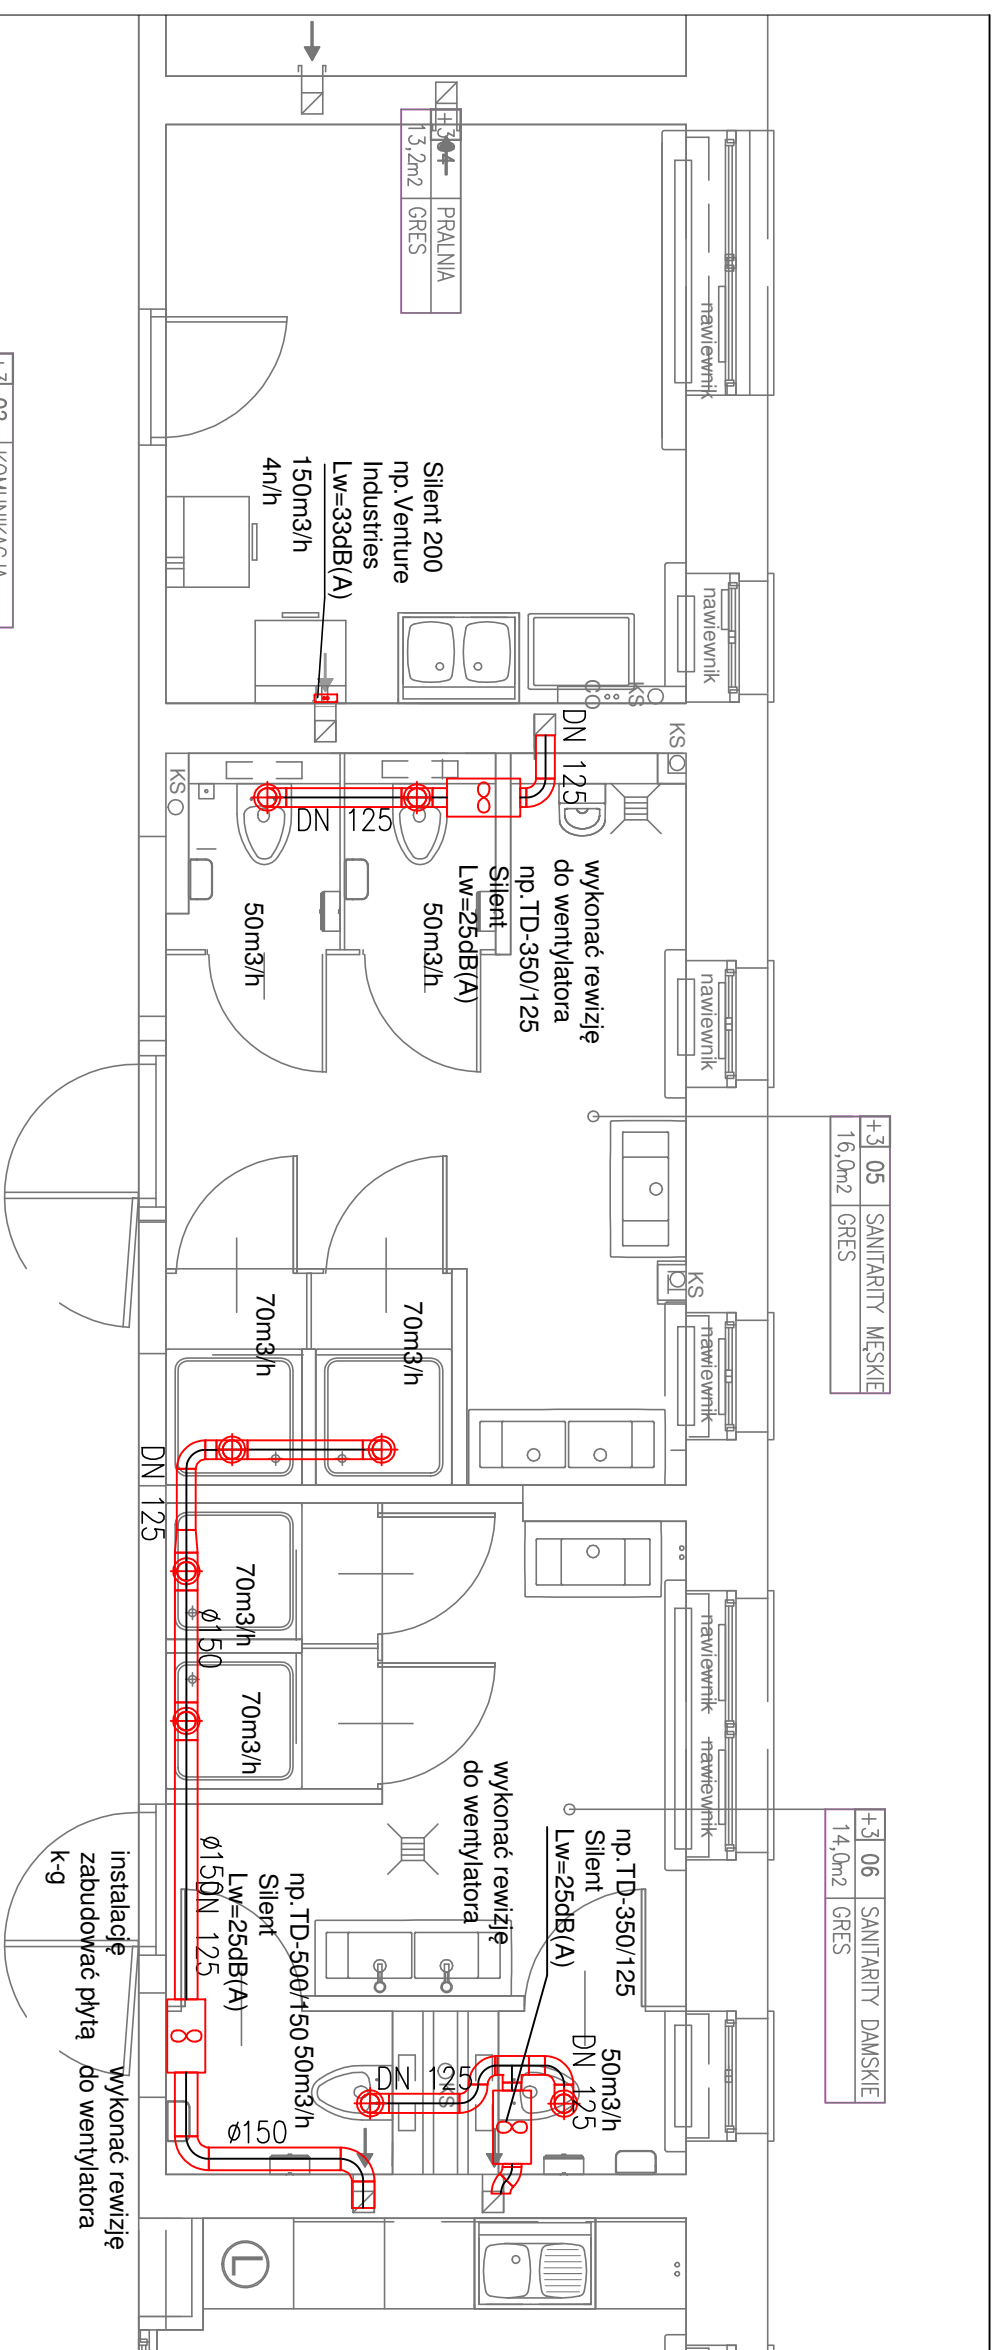 +3 04 PRALNIA
13,2m2 GRES
nawiewnik
Silent 200
np.Venture
Industries
Lw=33dB(A)
150m3/h
4n/h
nawiewnik
CO
KS
KS
DN 125
KS
DN 125
wykonać rewizję
do wentylatora
np.TD-350/125
Silent
Lw=25dB(A)
50m3/h
50m3/h
nawiewnik
+3 05 SANITARITY MĘSKIE
16,0m2 GRES
KS
nawiewnik
70m3/h
70m3/h
DN 125
70m3/h
ø150
70m3/h
nawiewnik
nawiewnik
+3 06 SANITARITY DAMSKIE
14,0m2 GRES
wykonać rewizję
do wentylatora
np.TD-350/125
Silent
Lw=25dB(A)
ø150
DN 125
np.TD-500/150
Silent
Lw=25dB(A)
instalację
zabudować płytą
k-g
50m3/h
50m3/h
DN 125
DN 125
KS
ø150
wykonać rewizję
do wentylatora
L
KOMUNIKACJA